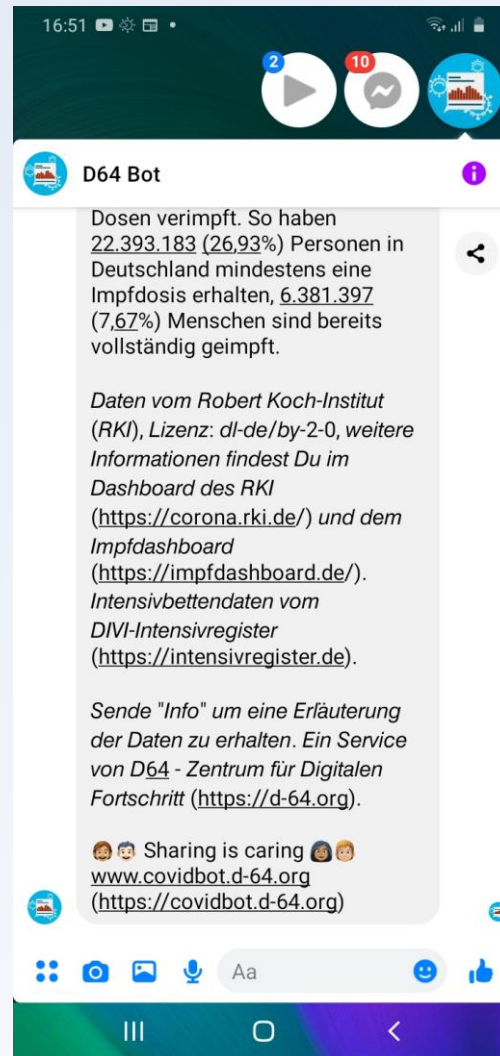 16:51
2
10
D64 Bot
Dosen verimpft. So haben
22.393.183 (26,93%) Personen in
Deutschland mindestens eine
Impfdosis erhalten, 6.381.397
(7,67%) Menschen sind bereits
vollständig geimpft.
Daten vom Robert Koch-Institut
(RKI), Lizenz: dl-de/by-2-0, weitere
Informationen findest Du im
Dashboard des RKI
(https://corona.rki.de/) und dem
Impfdashboard
(https://impfdashboard.de/).
Intensivbettendaten vom
DIVI-Intensivregister
(https://intensivregister.de).
Sende "Info" um eine Erläuterung
der Daten zu erhalten. Ein Service
von D64 - Zentrum für Digitalen
Fortschritt (https://d-64.org).
🧑🏽🧑🏻 Sharing is caring 👩🏿🧑🏼
www.covidbot.d-64.org
(https://covidbot.d-64.org)
Aa